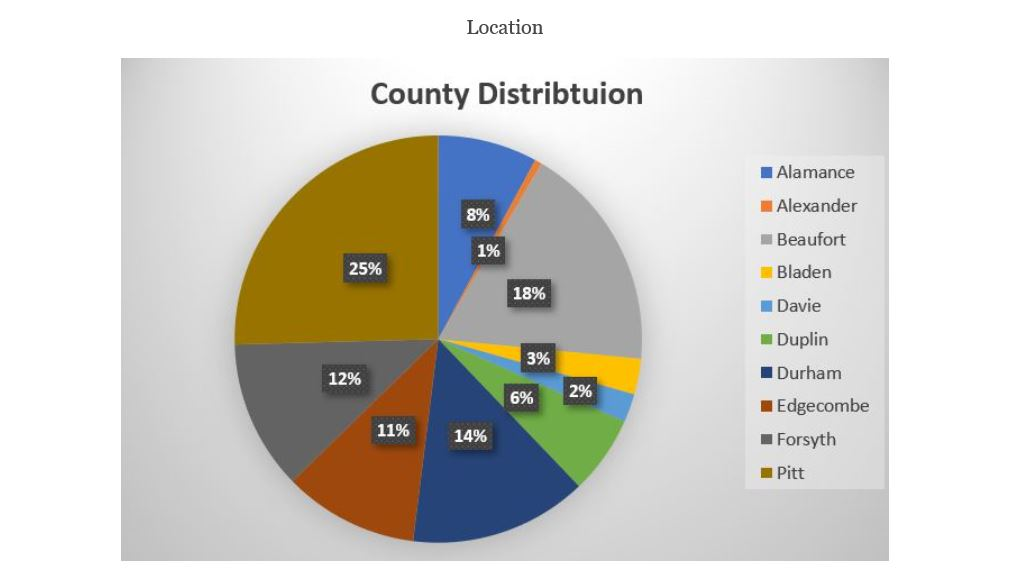 Location
County Distribtuion
8%
1%
18%
3%
2%
6%
14%
11%
12%
25%
Alamance
Alexander
Beaufort
Bladen
Davie
Duplin
Durham
Edgecombe
Forsyth
Pitt